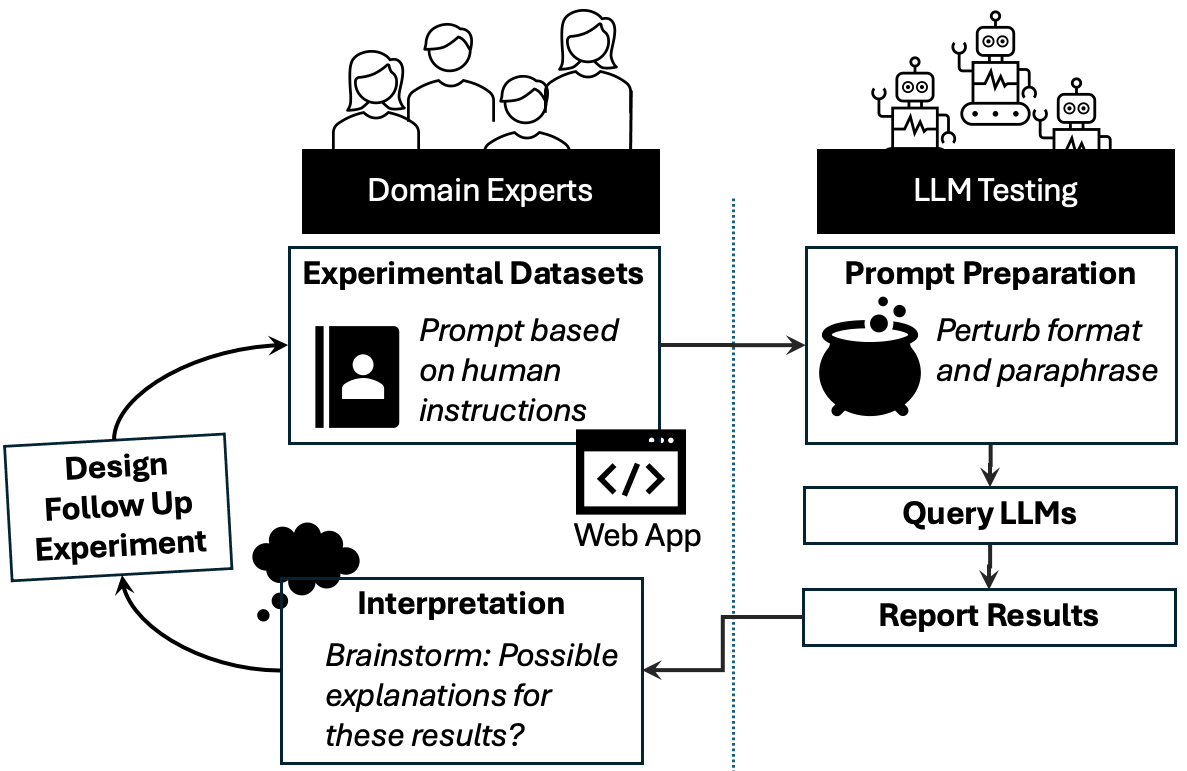 Domain Experts
LLM Testing
Experimental Datasets
Prompt based
on human
instructions
Web App
Prompt Preparation
Perturb format
and paraphrase
Query LLMs
Report Results
Interpretation
Brainstorm: Possible
explanations for
these results?
Design
Follow Up
Experiment